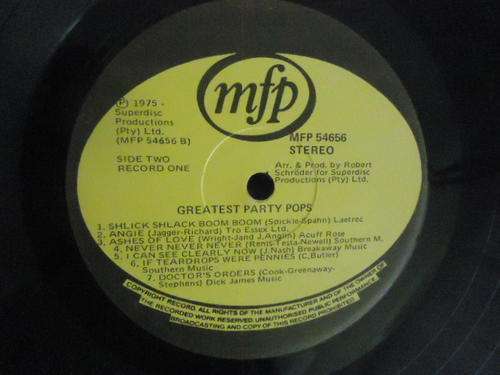 mfp
℗ 1975 -
Superdisc
Productions
(Pty) Ltd.
(MFP 54656 B)
SIDE TWO
RECORD ONE
MFP 54656
STEREO
Arr. & Prod. by Robert
Schröder for Superdisc
Productions (Pty) Ltd.
GREATEST PARTY POPS
1. SHLICK SHLACK BOOM BOOM (Stickle-Spahn) Laetrec
2. ANGIE (Jagger-Richard) Tro Essex Ltd.
3. ASHES OF LOVE (Wright-Jand J.Anglin) Acuff Rose
4. NEVER NEVER NEVER (Renis-Testa-Newell) Southern M.
5. I CAN SEE CLEARLY NOW (J.Nash) Breakaway Music
6. IF TEARDROPS WERE PENNIES (C,Butler)
Southern Music
7. DOCTOR'S ORDERS (Cook-Greenaway-
Stephens) Dick James Music
COPYRIGHT RECORD. ALL RIGHTS OF THE MANUFACTURER AND OF THE OWNER OF
THE RECORDED WORK RESERVED. UNAUTHORISED PUBLIC PERFORMANCE,
BROADCASTING AND COPY OF THIS RECORD PROHIBITED.